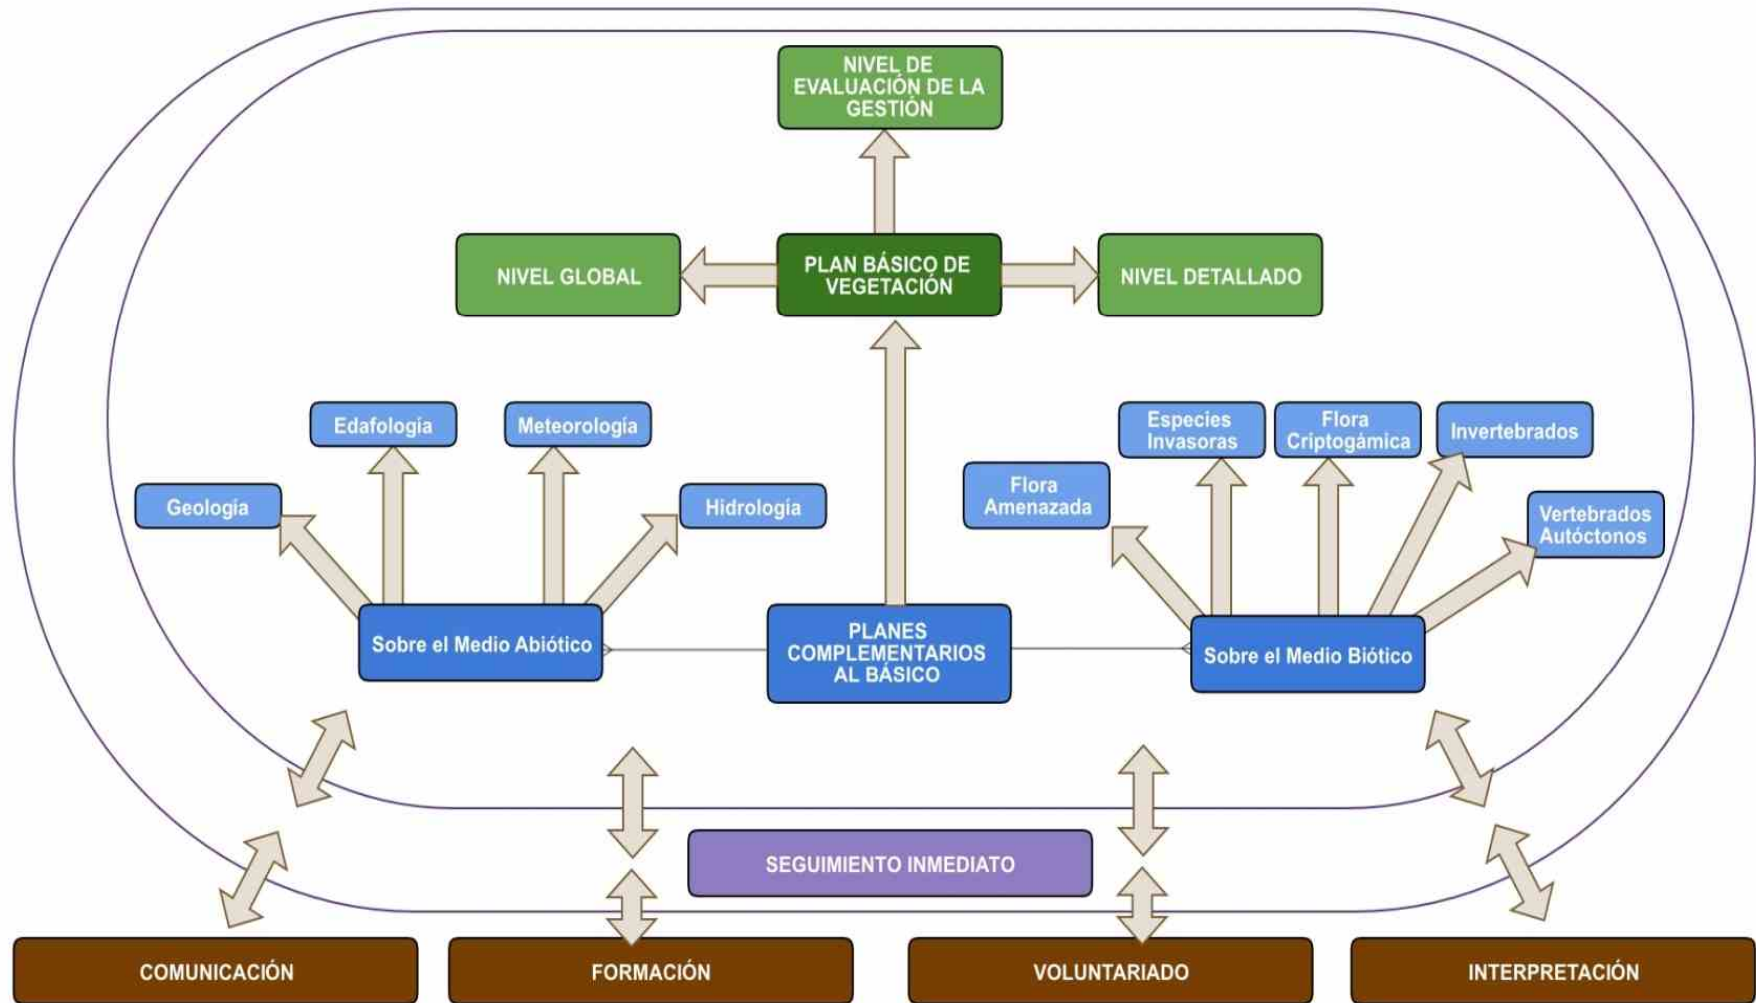 NIVEL DE
EVALUACIÓN DE LA
GESTIÓN
NIVEL GLOBAL
PLAN BÁSICO DE
VEGETACIÓN
NIVEL DETALLADO
Edafología
Meteorología
Geología
Hidrología
Especies
Invasoras
Flora
Criptogámica
Invertebrados
Flora
Amenazada
Vertebrados
Autóctonos
Sobre el Medio Abiótico
PLANES
COMPLEMENTARIOS
AL BÁSICO
Sobre el Medio Biótico
SEGUIMIENTO INMEDIATO
COMUNICACIÓN
FORMACIÓN
VOLUNTARIADO
INTERPRETACIÓN